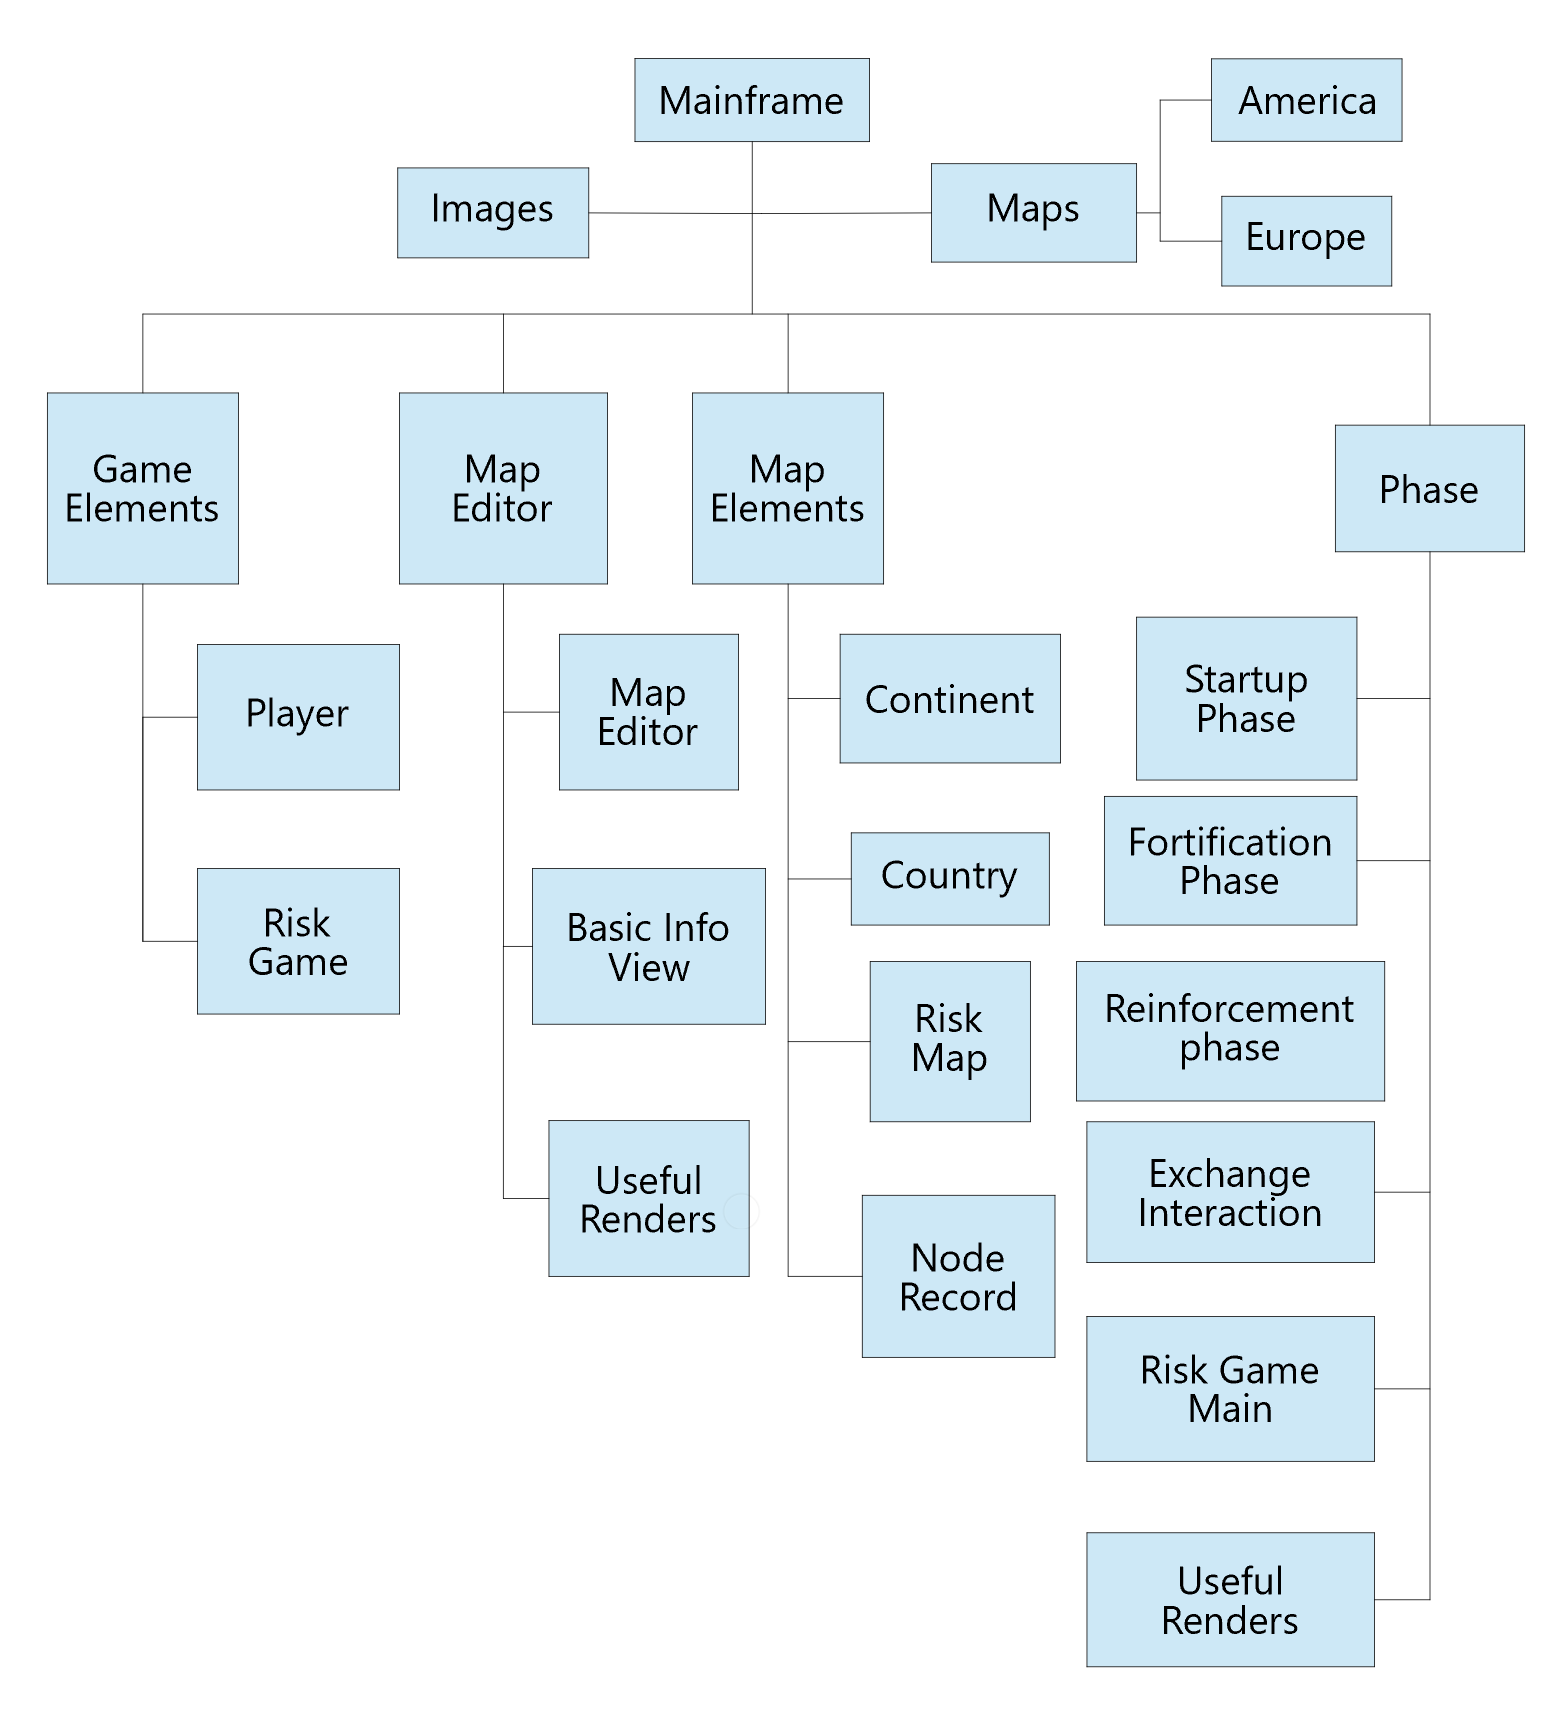 Mainframe
America
Images
Maps
Europe
Game
Elements
Map
Editor
Map
Elements
Phase
Player
Risk
Game
Map
Editor
Basic Info
View
Useful
Renders
Continent
Country
Risk
Map
Node
Record
Startup
Phase
Fortification
Phase
Reinforcement
phase
Exchange
Interaction
Risk Game
Main
Useful
Renders